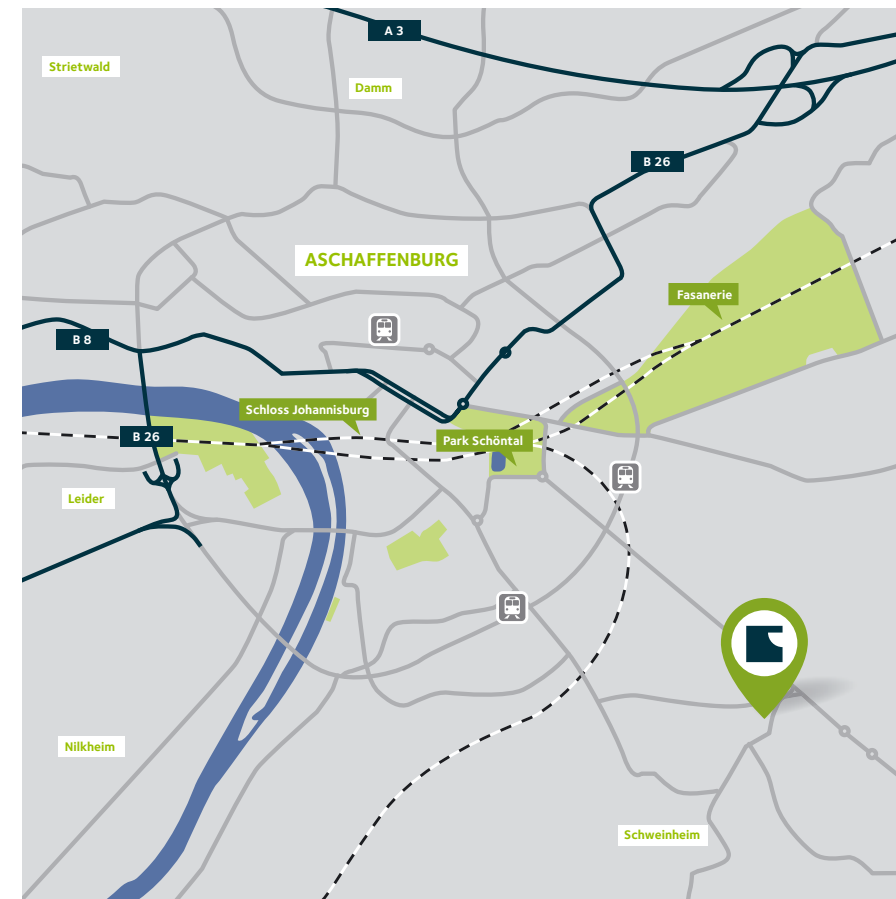 A 3
Strietwald
Damm
B 26
ASCHAFFENBURG
Fasanerie
B 8
Schloss Johannisburg
B 26
Park Schöntal
Leider
Nilkheim
Schweinheim